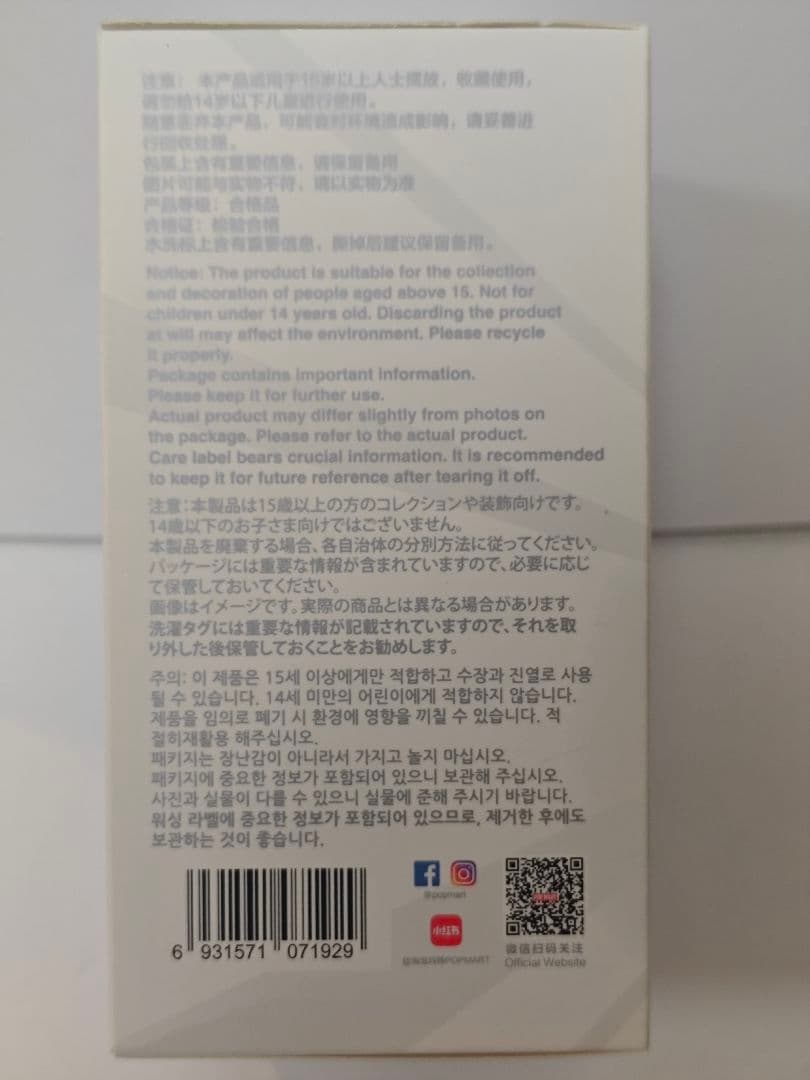 注意：本产品适用于15岁以上人士摆放，收藏使用，
请勿给14岁以下儿童进行使用。
随意丢弃本产品，可能会对环境造成影响，请妥善进
行回收处理。
包装上含有重要信息，请保留备用
图片可能与实物不符，请以实物为准
产品等级：合格品
合格证：检验合格
水洗标上含有重要信息，撕掉后建议保留备用。
Notice: The product is suitable for the collection
and decoration of people aged above 15. Not for
children under 14 years old. Discarding the product
at will may affect the environment. Please recycle
it properly.
Package contains important information.
Please keep it for further use.
Actual product may differ slightly from photos on
the package. Please refer to the actual product.
Care label bears crucial information. It is recommended
to keep it for future reference after tearing it off.
注意：本製品は15歳以上の方のコレクションや装飾向けです。
14歳以下のお子さま向けではございません。
本製品を廃棄する場合、各自治体の分別方法に従ってください。
パッケージには重要な情報が含まれていますので、必要に応じ
て保管しておいてください。
画像はイメージです。実際の商品とは異なる場合があります。
洗濯タグには重要な情報が記載されていますので、それを取
り外した後保管しておくことをお勧めします。
주의: 이 제품은 15세 이상에게만 적합하고 수장과 진열로 사용
될 수 있습니다. 14세 미만의 어린이에게 적합하지 않습니다.
제품을 임의로 폐기 시 환경에 영향을 끼칠 수 있습니다. 적
절히재활용 해주십시오.
패키지는 장난감이 아니라서 가지고 놀지 마십시오.
패키지에 중요한 정보가 포함되어 있으니 보관해 주십시오.
사진과 실물이 다를 수 있으니 실물에 준해 주시기 바랍니다.
워싱 라벨에 중요한 정보가 포함되어 있으므로, 제거한 후에도
보관하는 것이 좋습니다.
6 931571 071929
@popmart
小红书
@泡泡玛特POPMART
微信扫码关注
Official Website